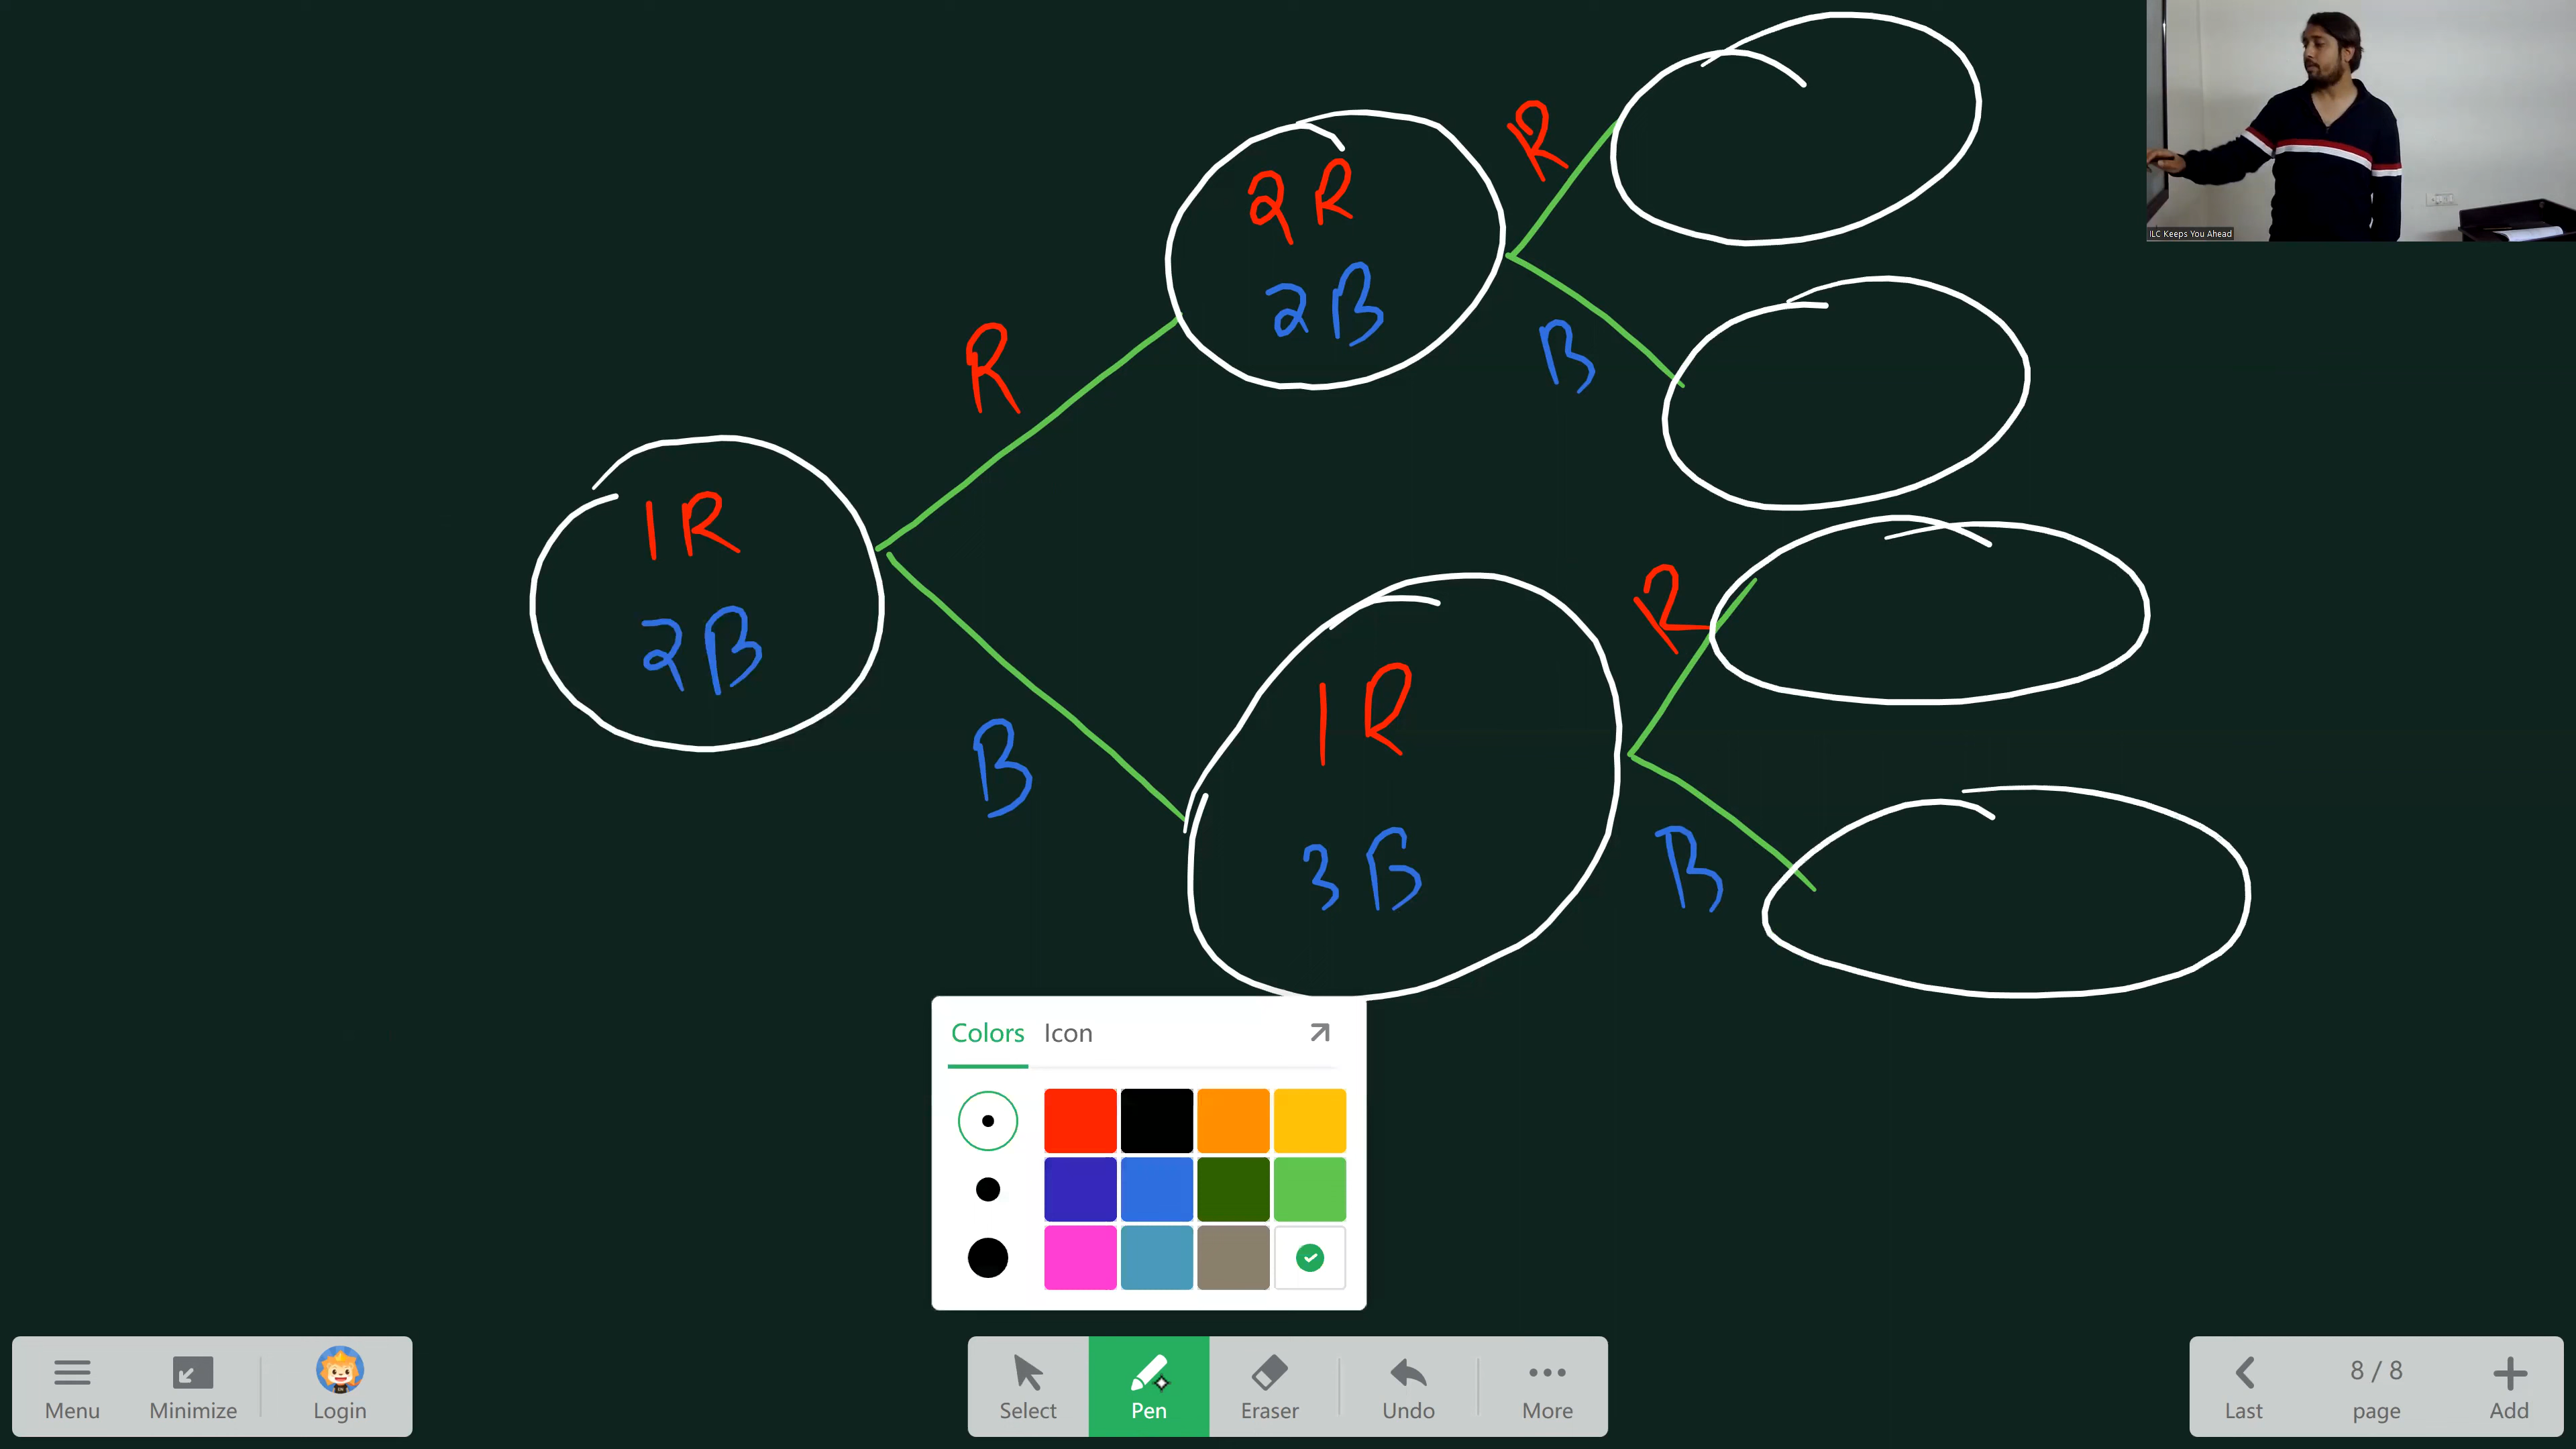 ILC Keeps You Ahead
R
2R
2B
B
R
1R
2B
B
R
1R
3B
B
Colors Icon
Menu
Minimize
Login
Select
Pen
Eraser
Undo
More
Last
8 / 8
page
Add